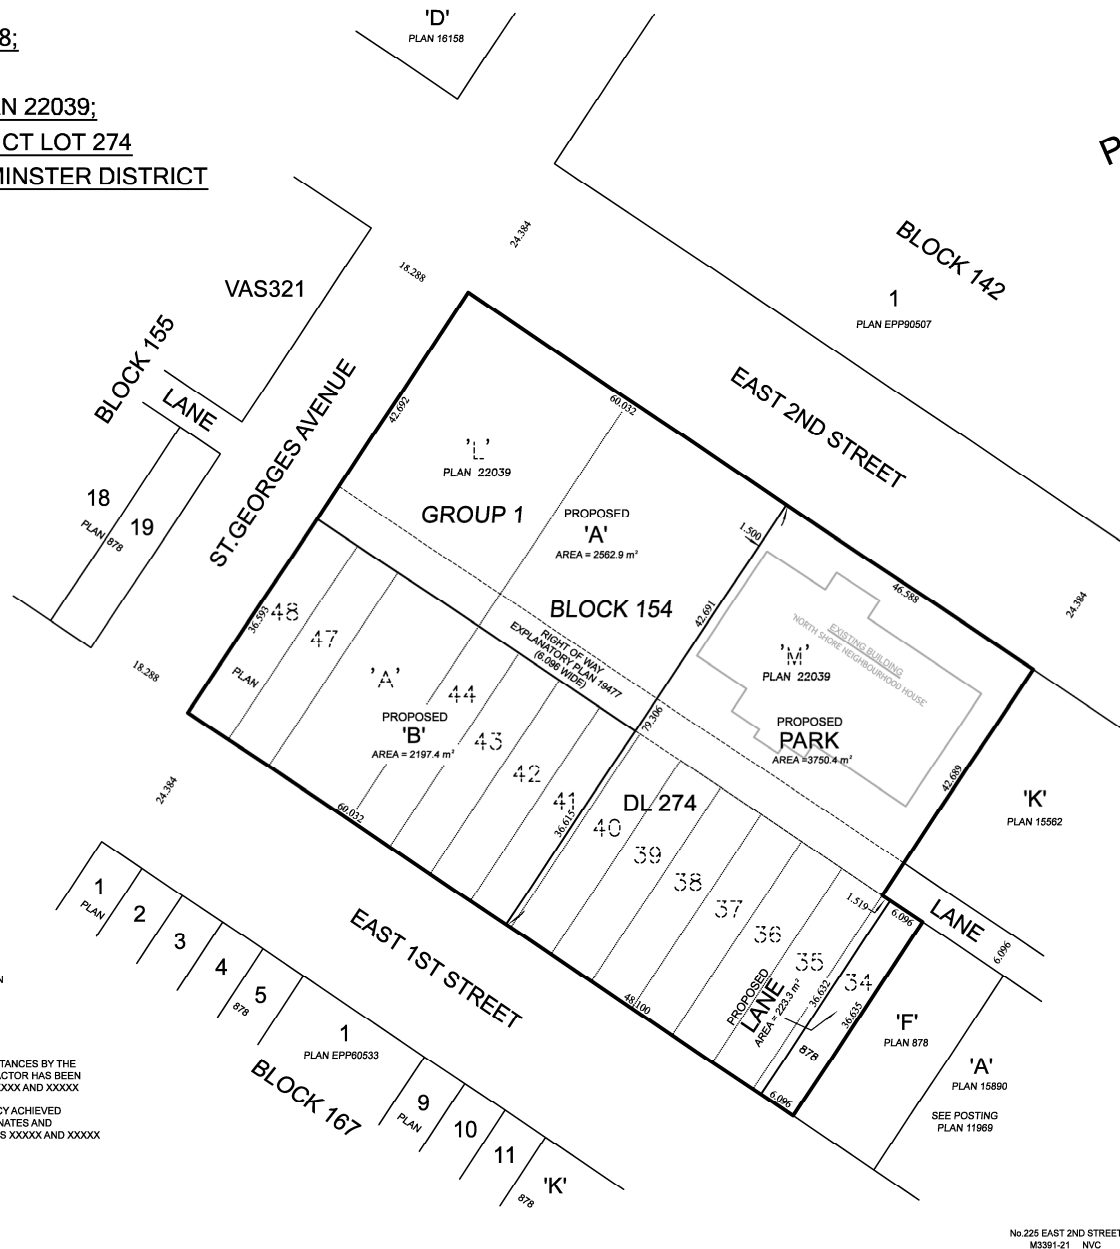 8;
N 22039;
CT LOT 274
MINSTER DISTRICT
'D'
PLAN 16158
24.384
18.288
VAS321
BLOCK 155
LANE
BLOCK 142
1
PLAN EPP90507
EAST 2ND STREET
ST.GEORGES AVENUE
42.692
60.032
18
19
PLAN
878
'L'
PLAN 22039
GROUP 1
PROPOSED
'A'
AREA = 2562.9 m²
1.500
46.588
24.384
BLOCK 154
42.691
EXISTING BUILDING
'NORTH SHORE NEIGHBOURHOOD HOUSE'
'M'
PLAN 22039
PROPOSED
PARK
AREA =3750.4 m²
RIGHT OF WAY
EXPLANATORY PLAN 19477
(6.096 WIDE)
79.306
36.593
48
47
PLAN
'A'
44
PROPOSED
'B'
AREA = 2197.4 m²
43
42
41
36.615
18.288
24.384
60.032
DL 274
40
39
38
37
36
35
34
42.689
'K'
PLAN 15562
1.519
6.096
LANE
6.096
PROPOSED
LANE
AREA = 223.3 m²
36.632
36.635
878
6.096
48.100
'F'
PLAN 878
'A'
PLAN 15890
SEE POSTING
PLAN 11969
EAST 1ST STREET
1
PLAN
2
3
4
5
878
1
PLAN EPP60533
BLOCK 167
9
PLAN
10
11
878
'K'
N
TANCES BY THE
ACTOR HAS BEEN
XXX AND XXXXX
CY ACHIEVED
NATES AND
S XXXXX AND XXXXX
P
No.225 EAST 2ND STREET
M3391-21 NVC